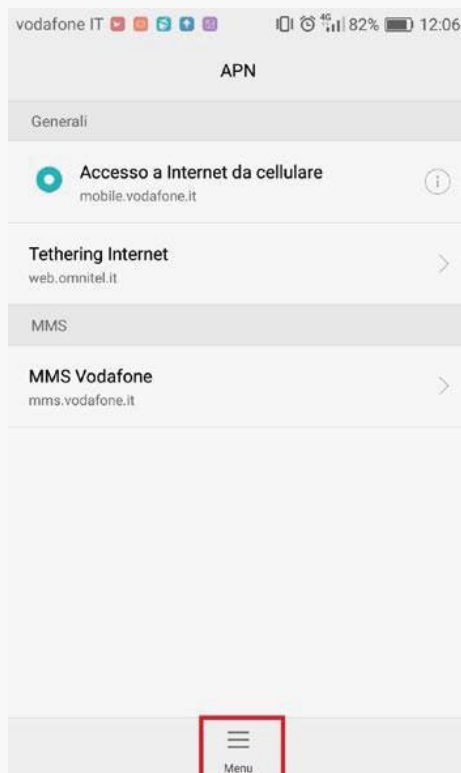 vodafone IT 4G 82% 12:06
APN
Generali
Accesso a Internet da cellulare
mobile.vodafone.it
Tethering Internet
web.omnitel.it
MMS
MMS Vodafone
mms.vodafone.it
Menu